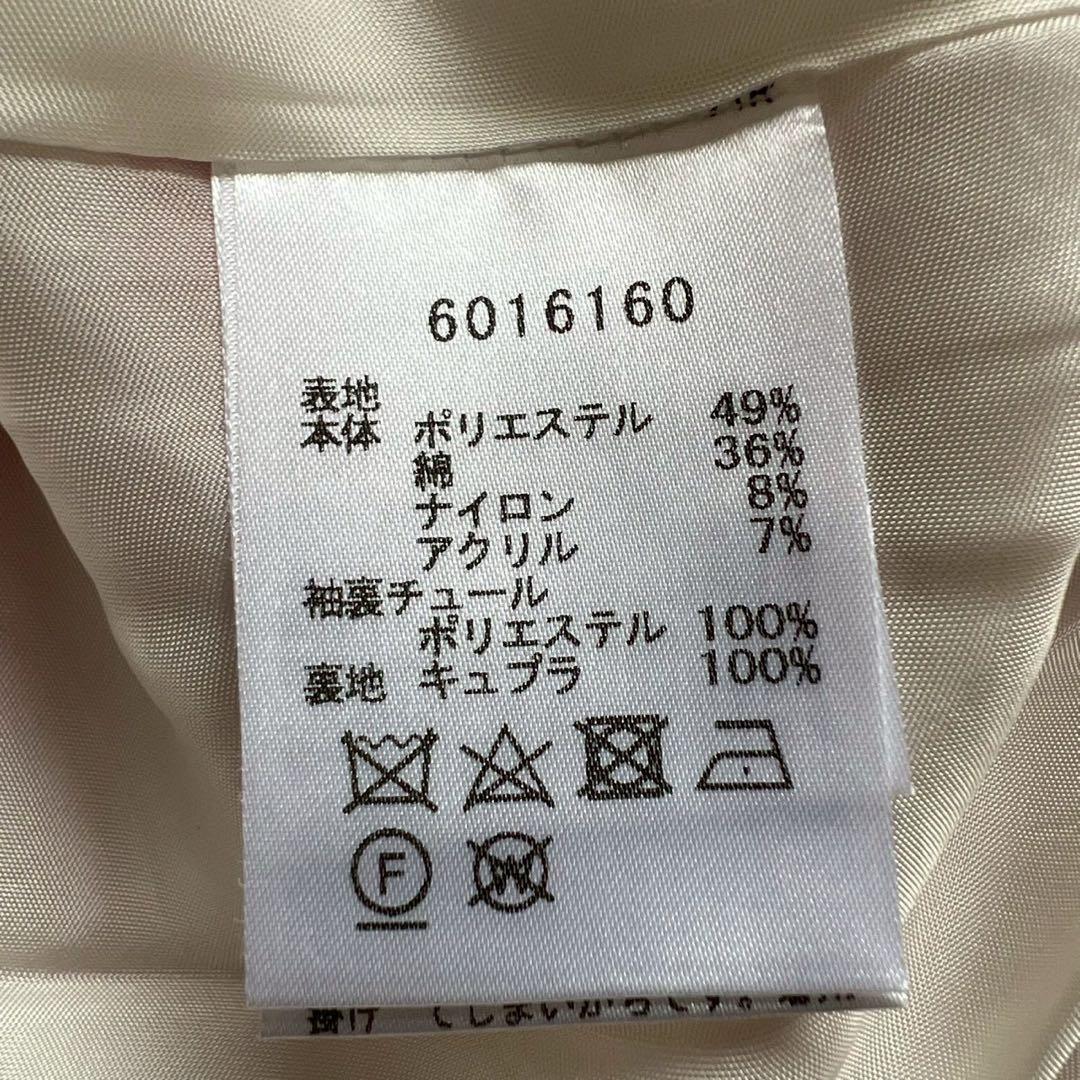 6016160
表地
本体 ポリエステル 49%
綿 36%
ナイロン 8%
アクリル 7%
袖裏チュール
ポリエステル 100%
裏地 キュプラ 100%
F W